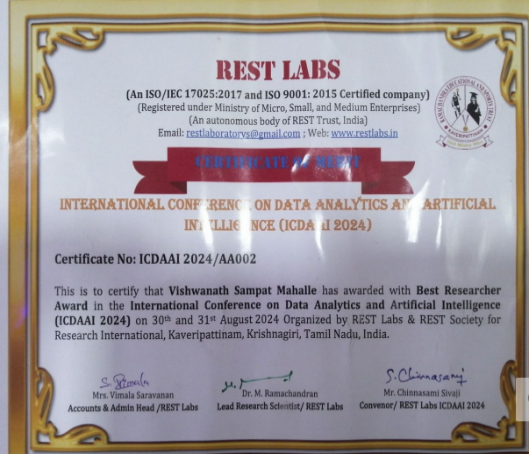 REST LABS
(An ISO/IEC 17025:2017 and ISO 9001: 2015 Certified company)
(Registered under Ministry of Micro, Small, and Medium Enterprises)
(An autonomous body of REST Trust, India)
Email: restlaboratorys@gmail.com ; Web: www.restlabs.in
CERTIFICATE OF MERIT
INTERNATIONAL CONFERENCE ON DATA ANALYTICS AND ARTIFICIAL
INTELLIGENCE (ICDAAI 2024)
Certificate No: ICDAAI 2024/AA002
This is to certify that Vishwanath Sampat Mahalle has awarded with Best Researcher
Award in the International Conference on Data Analytics and Artificial Intelligence
(ICDAAI 2024) on 30th and 31st August 2024 Organized by REST Labs & REST Society for
Research International, Kaveripattinam, Krishnagiri, Tamil Nadu, India.
S. Chinnasami
Mrs. Vimala Saravanan
Accounts & Admin Head /REST Labs
Dr. M. Ramachandran
Lead Research Scientist/ REST Labs
Mr. Chinnasami Sivaji
Convenor/ REST Labs ICDAAI 2024